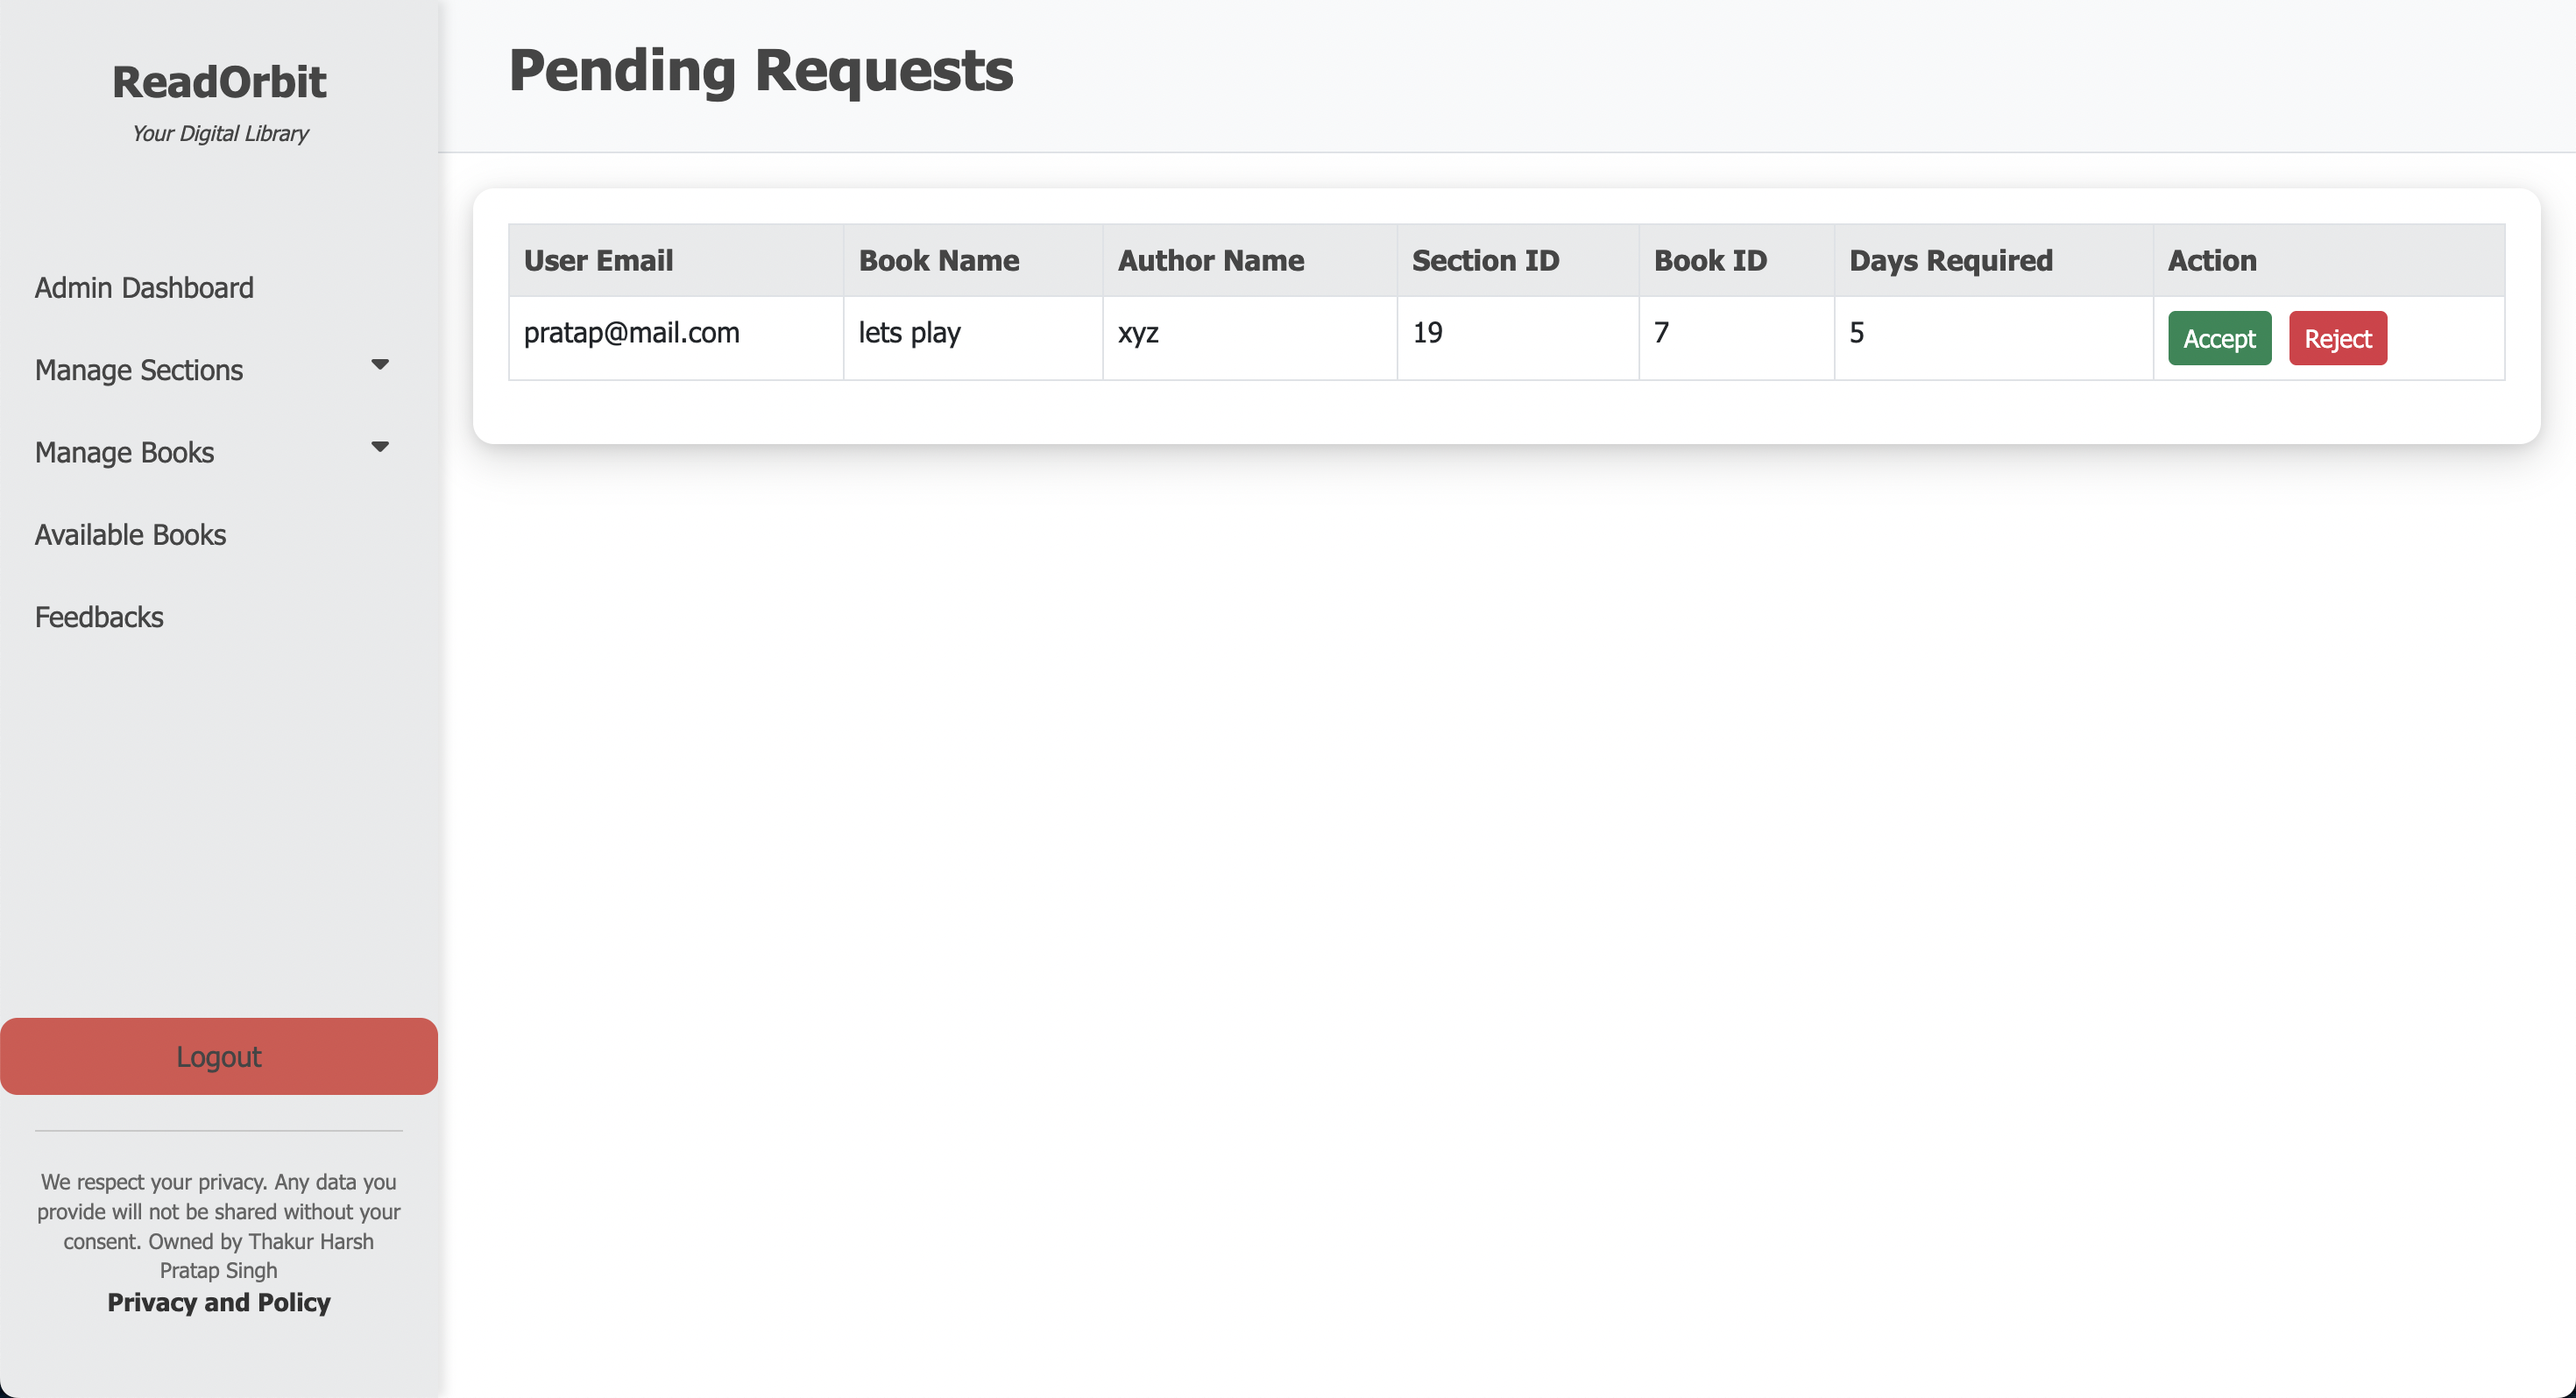 ReadOrbit
Your Digital Library
Admin Dashboard
Manage Sections
Manage Books
Available Books
Feedbacks
Logout
We respect your privacy. Any data you
provide will not be shared without your
consent. Owned by Thakur Harsh
Pratap Singh
Privacy and Policy
Pending Requests
User Email Book Name Author Name Section ID Book ID Days Required Action
pratap@mail.com lets play xyz 19 7 5 Accept Reject